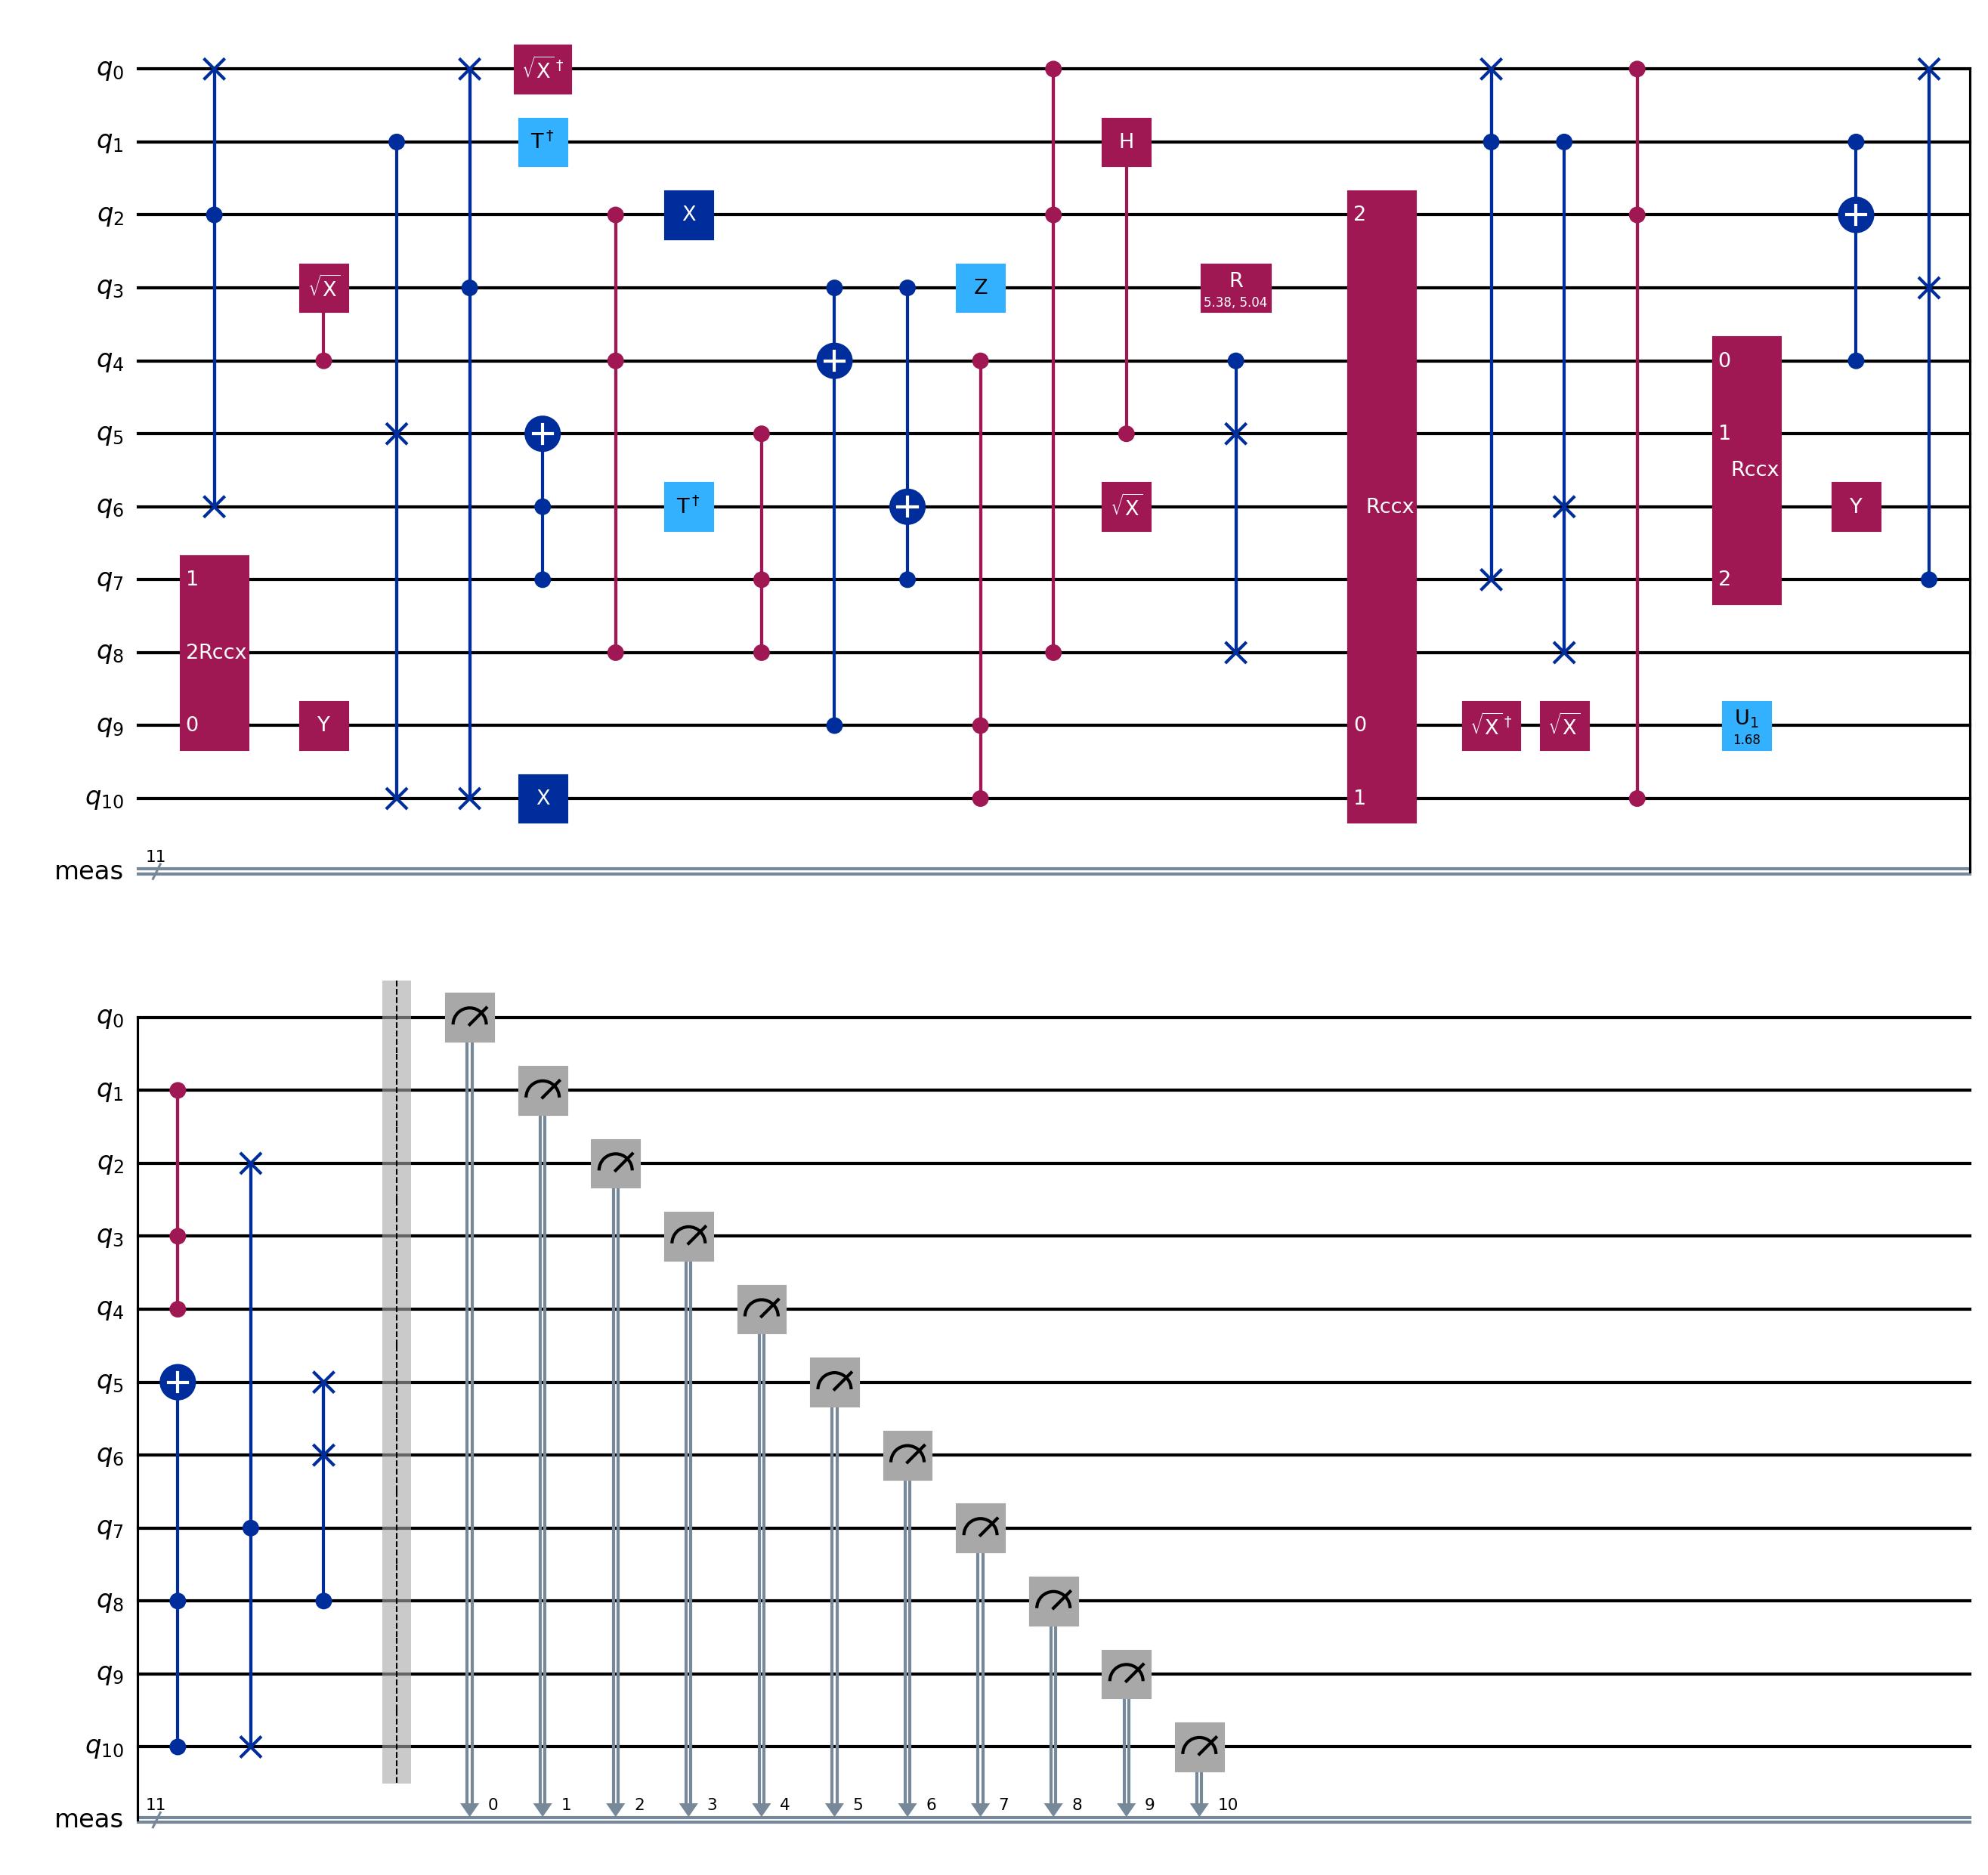 q0 √X†
q1 T† H
q2 X 2
q3 √X Z R 5.38, 5.04
q4 0
q5 1
Rccx
q6 T† √X Rccx Y
q7 1 2
q8 2Rccx
q9 0 Y 0 √X† √X U1 1.68
q10 X 1
11
meas
q0
q1
q2
q3
q4
q5
q6
q7
q8
q9
q10
11 0 1 2 3 4 5 6 7 8 9 10
meas